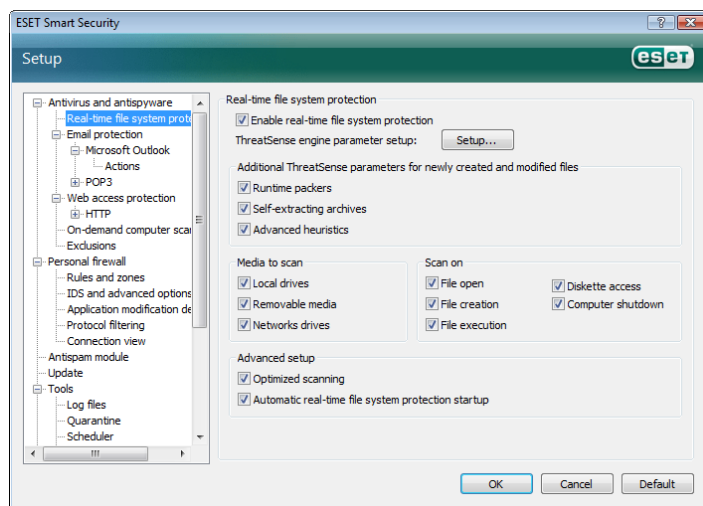 ESET Smart Security
Setup
eset
Antivirus and antispyware
Real-time file system prote
Email protection
Microsoft Outlook
Actions
POP3
Web access protection
HTTP
On-demand computer scar
Exclusions
Personal firewall
Rules and zones
IDS and advanced options
Application modification de
Protocol filtering
Connection view
Antispam module
Update
Tools
Log files
Quarantine
Scheduler
Real-time file system protection
Enable real-time file system protection
ThreatSense engine parameter setup: Setup...
Additional ThreatSense parameters for newly created and modified files
Runtime packers
Self-extracting archives
Advanced heuristics
Media to scan
Local drives
Removable media
Networks drives
Scan on
File open
File creation
File execution
Diskette access
Computer shutdown
Advanced setup
Optimized scanning
Automatic real-time file system protection startup
OK Cancel Default